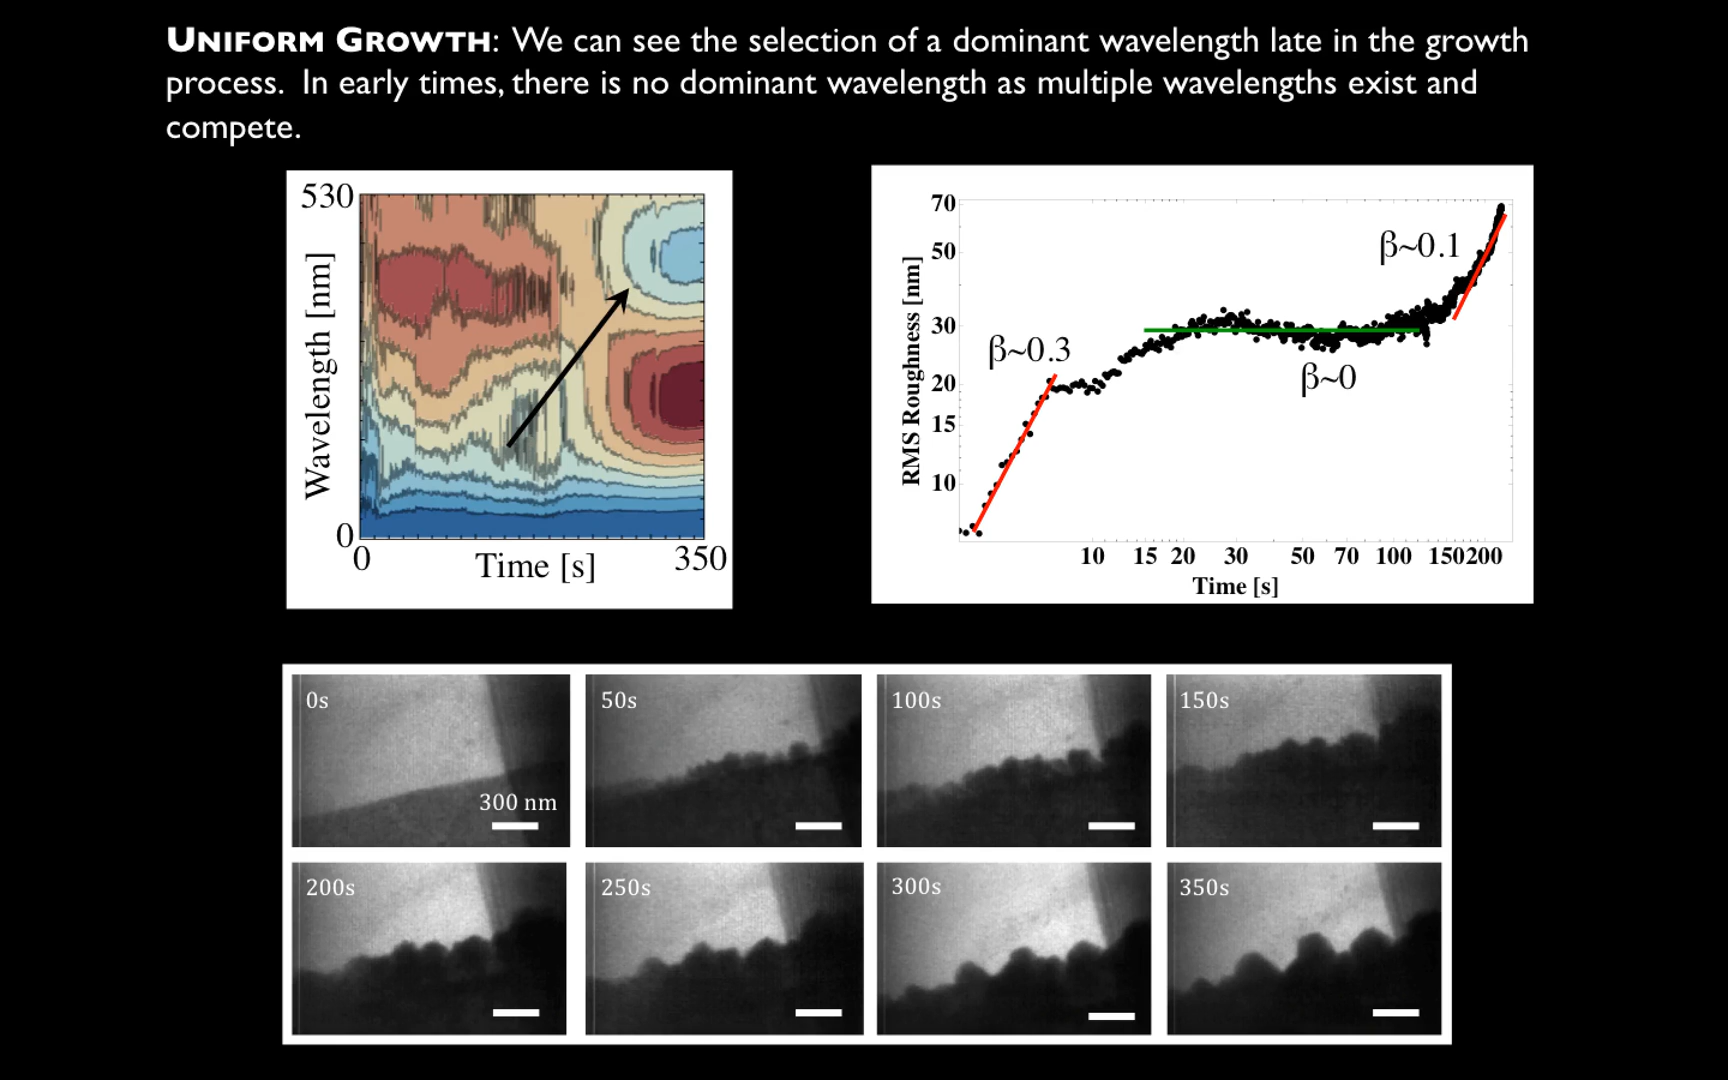 UNIFORM GROWTH: We can see the selection of a dominant wavelength late in the growth
process. In early times, there is no dominant wavelength as multiple wavelengths exist and
compete.
530
Wavelength [nm]
0
0
350
Time [s]
70
50
30
20
15
10
RMS Roughness [nm]
β~0.3
β~0
β~0.1
10 15 20 30 50 70 100 150 200
Time [s]
0s
300 nm
50s
100s
150s
200s
250s
300s
350s